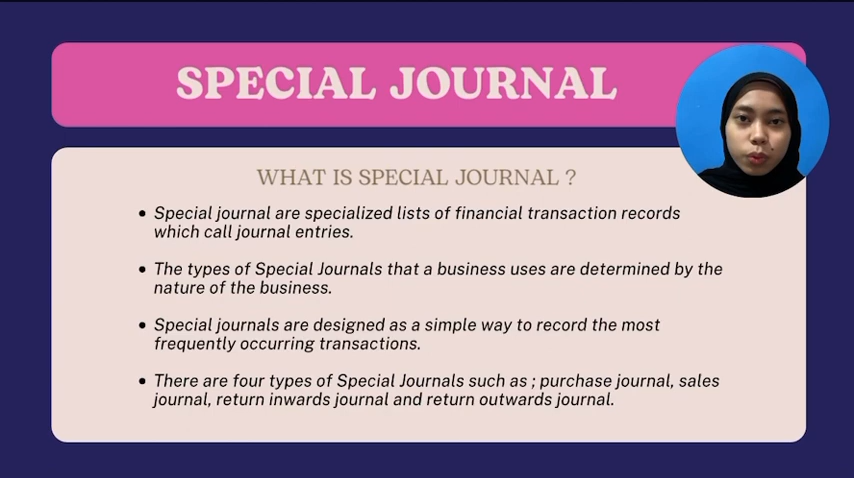 SPECIAL JOURNAL
WHAT IS SPECIAL JOURNAL ?
• Special journal are specialized lists of financial transaction records
which call journal entries.
• The types of Special Journals that a business uses are determined by the
nature of the business.
• Special journals are designed as a simple way to record the most
frequently occurring transactions.
• There are four types of Special Journals such as ; purchase journal, sales
journal, return inwards journal and return outwards journal.